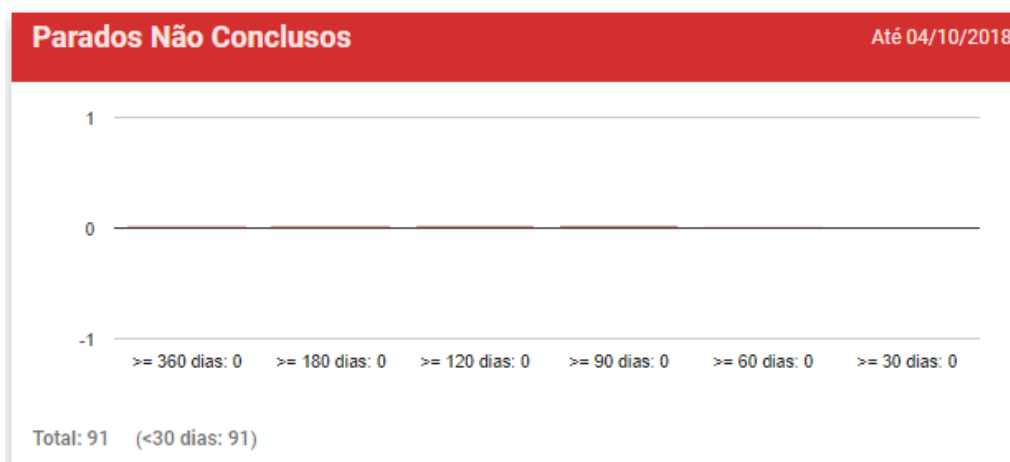 Parados Não Conclusos
Até 04/10/2018
1
0
-1
>= 360 dias: 0
>= 180 dias: 0
>= 120 dias: 0
>= 90 dias: 0
>= 60 dias: 0
>= 30 dias: 0
Total: 91 (<30 dias: 91)